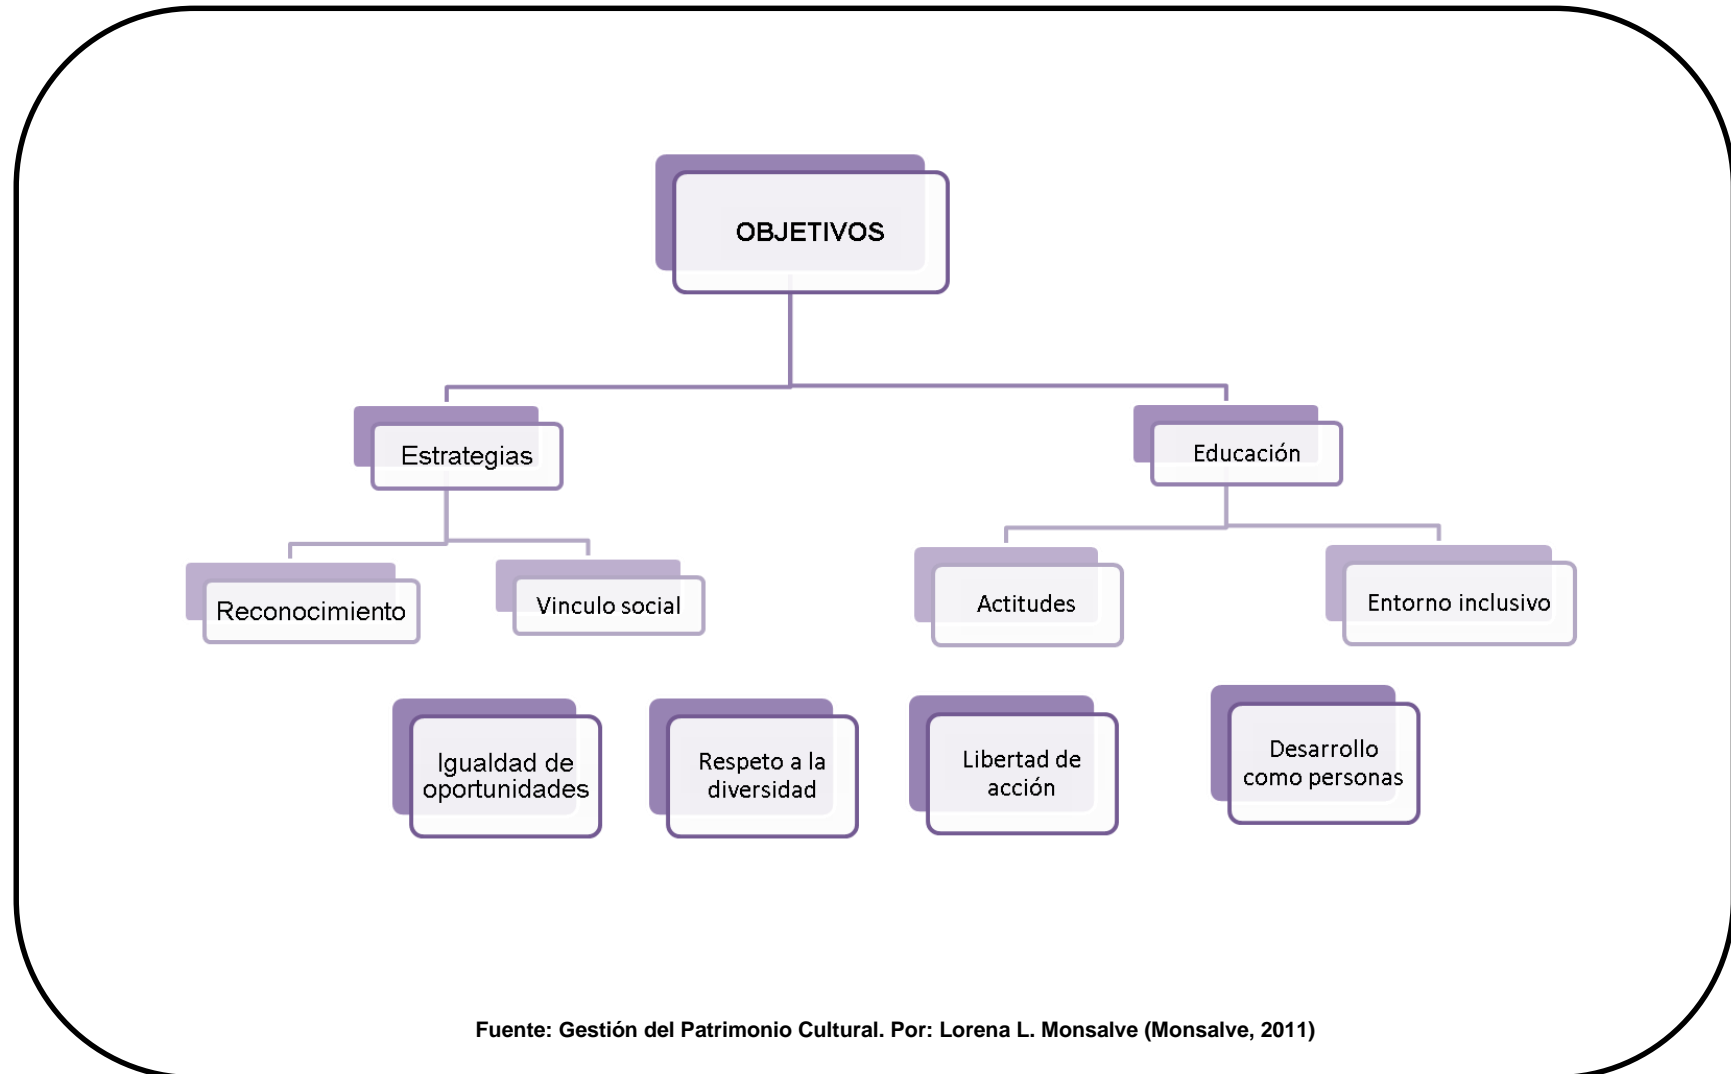 OBJETIVOS
Estrategias
Educación
Reconocimiento
Vinculo social
Actitudes
Entorno inclusivo
Igualdad de
oportunidades
Respeto a la
diversidad
Libertad de
acción
Desarrollo
como personas
Fuente: Gestión del Patrimonio Cultural. Por: Lorena L. Monsalve (Monsalve, 2011)